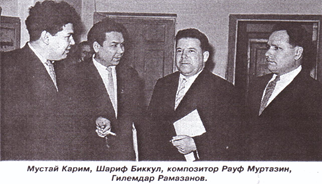 Мустай Карим, Шариф Биккул, композитор Рауф Муртазин,
Гилемдар Рамазанов.